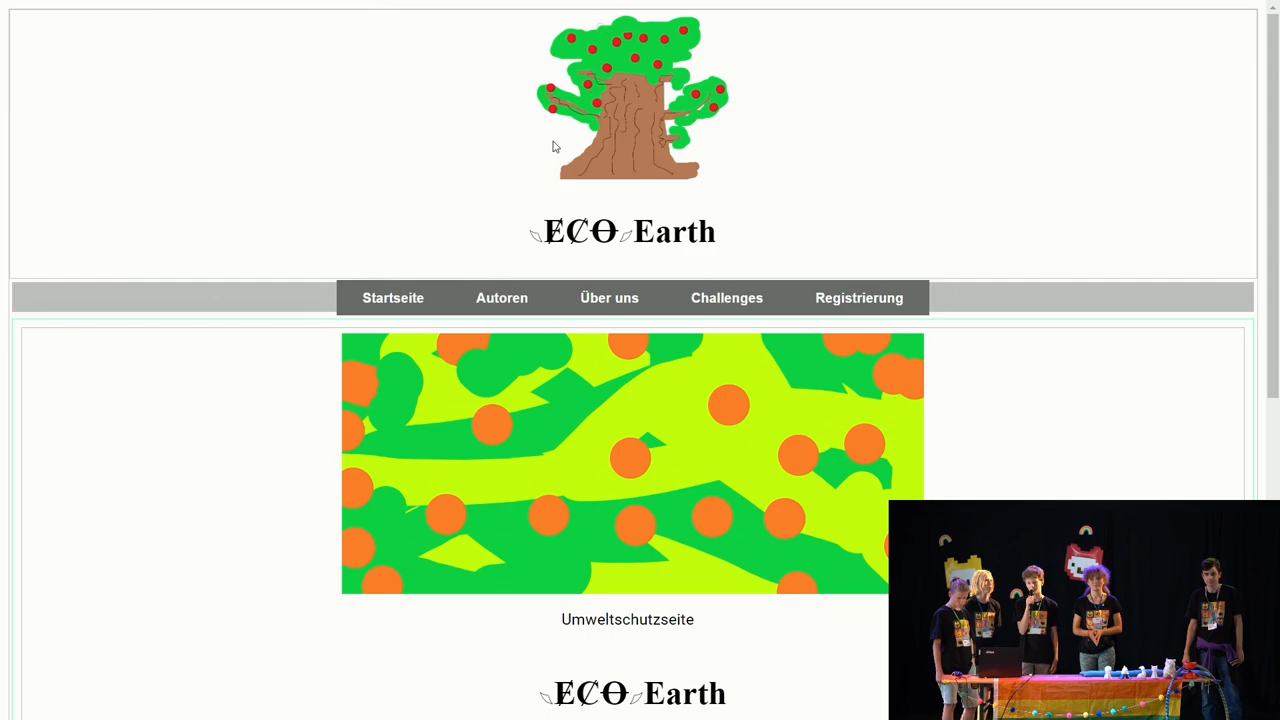 ECO Earth
Startseite Autoren Über uns Challenges Registrierung
Umweltschutzseite
ECO Earth